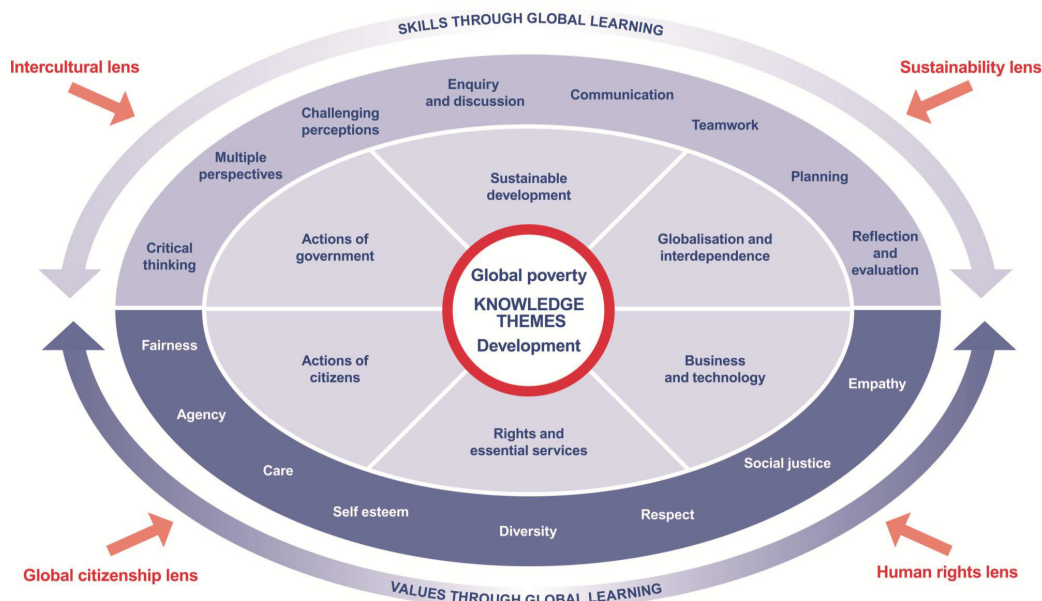 SKILLS THROUGH GLOBAL LEARNING
Intercultural lens
Sustainability lens
Critical
thinking
Multiple
perspectives
Challenging
perceptions
Enquiry
and discussion
Communication
Teamwork
Planning
Reflection
and
evaluation
Sustainable
development
Actions of
government
Globalisation and
interdependence
Global poverty
KNOWLEDGE
THEMES
Development
Actions of
citizens
Business
and technology
Rights and
essential services
Fairness
Agency
Care
Self esteem
Diversity
Respect
Social justice
Empathy
Global citizenship lens
Human rights lens
VALUES THROUGH GLOBAL LEARNING